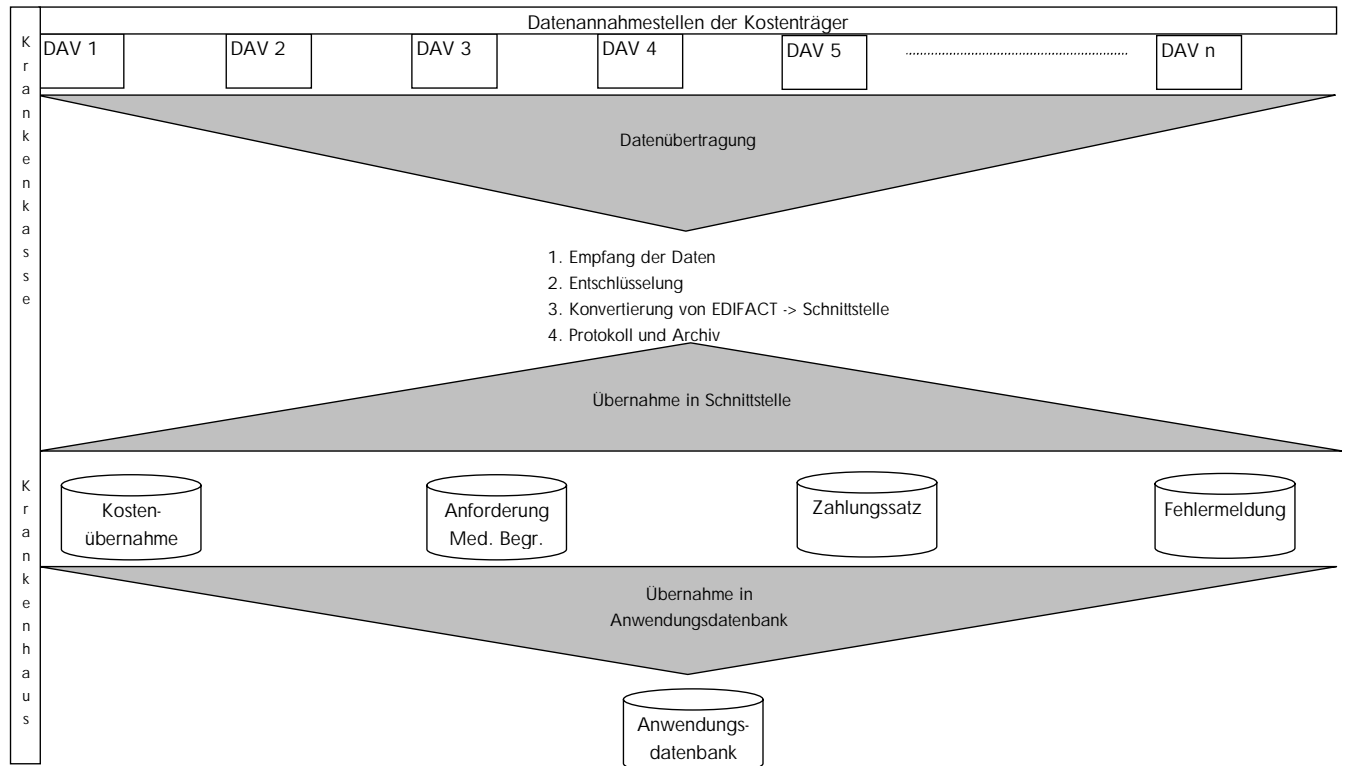 Datenannahmestellen der Kostenträger
Krankenkasse
DAV 1 DAV 2 DAV 3 DAV 4 DAV 5 ........................................................................ DAV n
Datenübertragung
1. Empfang der Daten
2. Entschlüsselung
3. Konvertierung von EDIFACT -> Schnittstelle
4. Protokoll und Archiv
Übernahme in Schnittstelle
Krankenhaus
Kosten-
übernahme
Anforderung
Med. Begr.
Zahlungssatz
Fehlermeldung
Übernahme in
Anwendungsdatenbank
Anwendungs-
datenbank